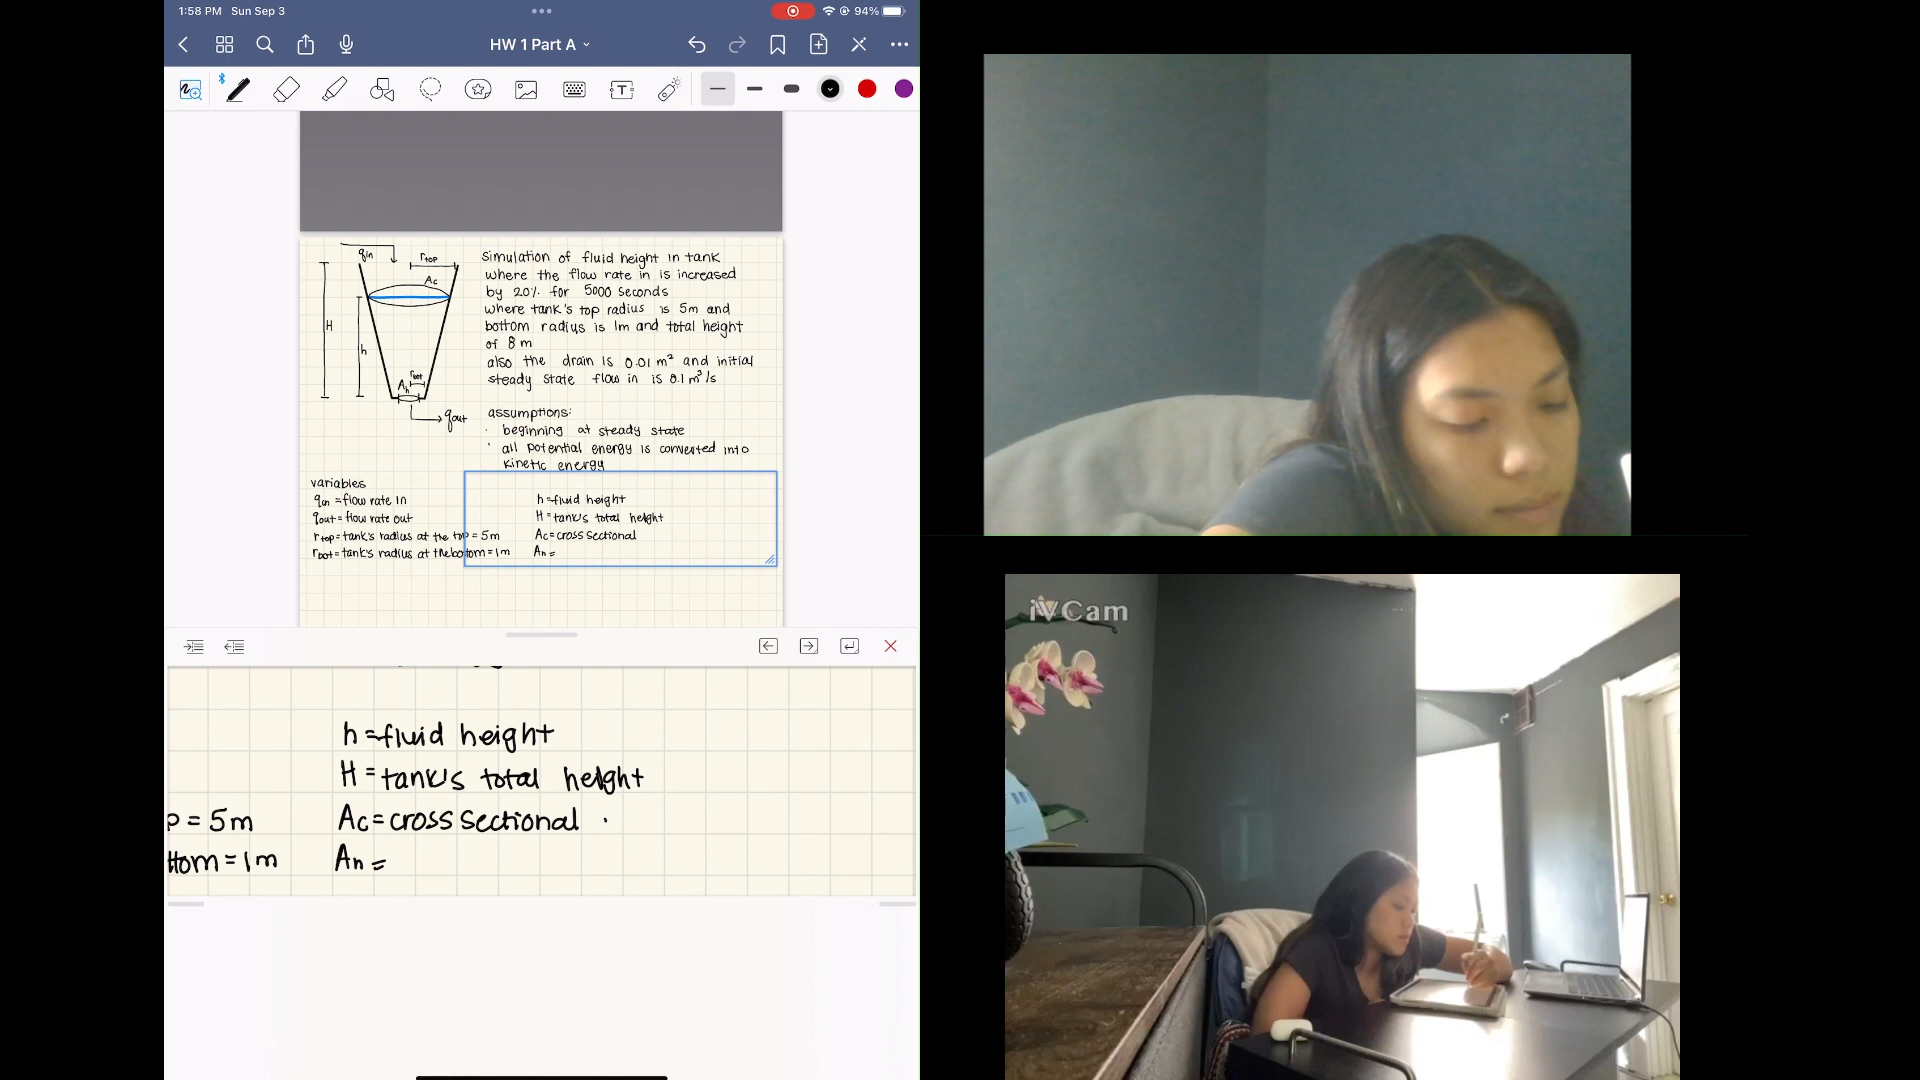 1:58 PM Sun Sep 3
94%
HW 1 Part A
qin
rtop
Ac
H
h
rbot
Ah
qout
Simulation of fluid height in tank
where the flow rate in is increased
by 20% for 5000 seconds
where tank's top radius is 5m and
bottom radius is 1m and total height
of 8 m
also the drain is 0.01 m² and initial
steady state flow in is 0.1 m³/s
assumptions:
· beginning at steady state
· all potential energy is converted into
kinetic energy
variables
qin = flow rate in
qout = flow rate out
rtop = tank's radius at the top = 5m
rbot = tank's radius at the bottom = 1m
h = fluid height
H = tank's total height
Ac = cross sectional
An =
h = fluid height
H = tank's total height
p = 5m Ac = cross sectional
ttom = 1m An =
iVCam